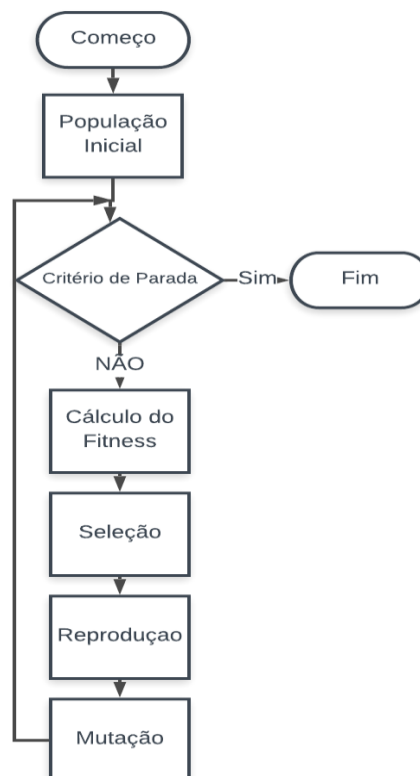 Começo
População
Inicial
Critério de Parada
Sim
Fim
NÃO
Cálculo do
Fitness
Seleção
Reproduçao
Mutação